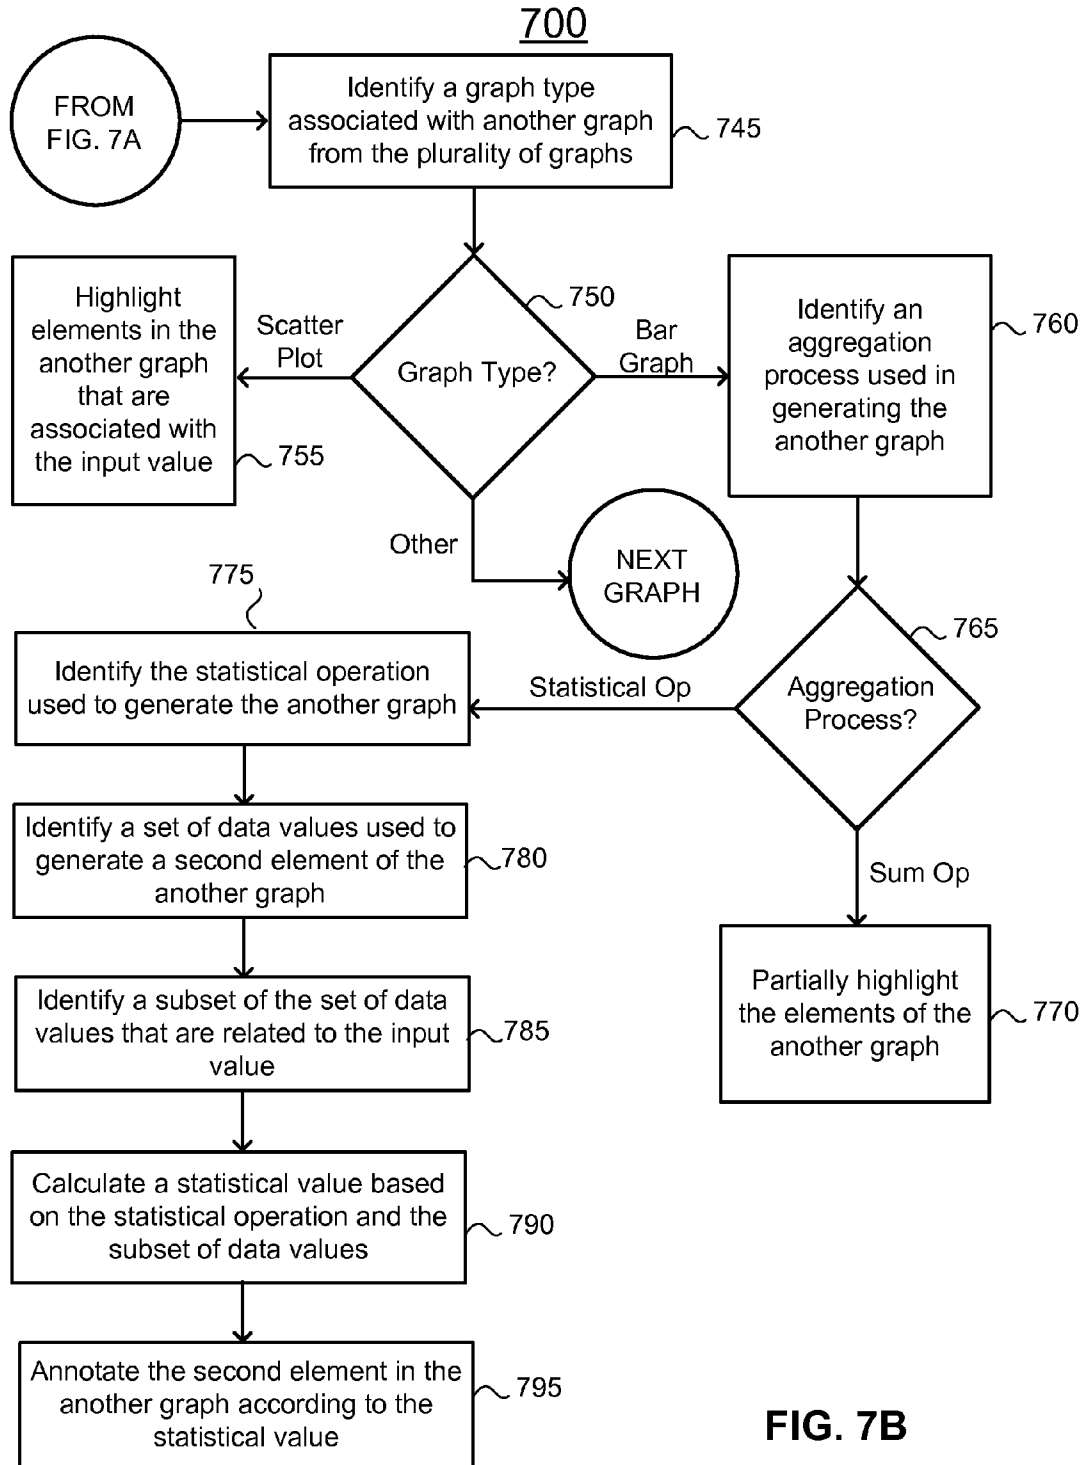 700
FROM
FIG. 7A
Identify a graph type
associated with another graph
from the plurality of graphs
745
Highlight
elements in the
another graph
that are
associated with
the input value
755
Scatter
Plot
Graph Type?
750
Bar
Graph
Identify an
aggregation
process used in
generating the
another graph
760
Other
NEXT
GRAPH
775
Identify the statistical operation
used to generate the another graph
Statistical Op
Aggregation
Process?
765
Identify a set of data values used to
generate a second element of the
another graph
780
Sum Op
Partially highlight
the elements of the
another graph
770
Identify a subset of the set of data
values that are related to the input
value
785
Calculate a statistical value based
on the statistical operation and the
subset of data values
790
Annotate the second element in the
another graph according to the
statistical value
795
FIG. 7B